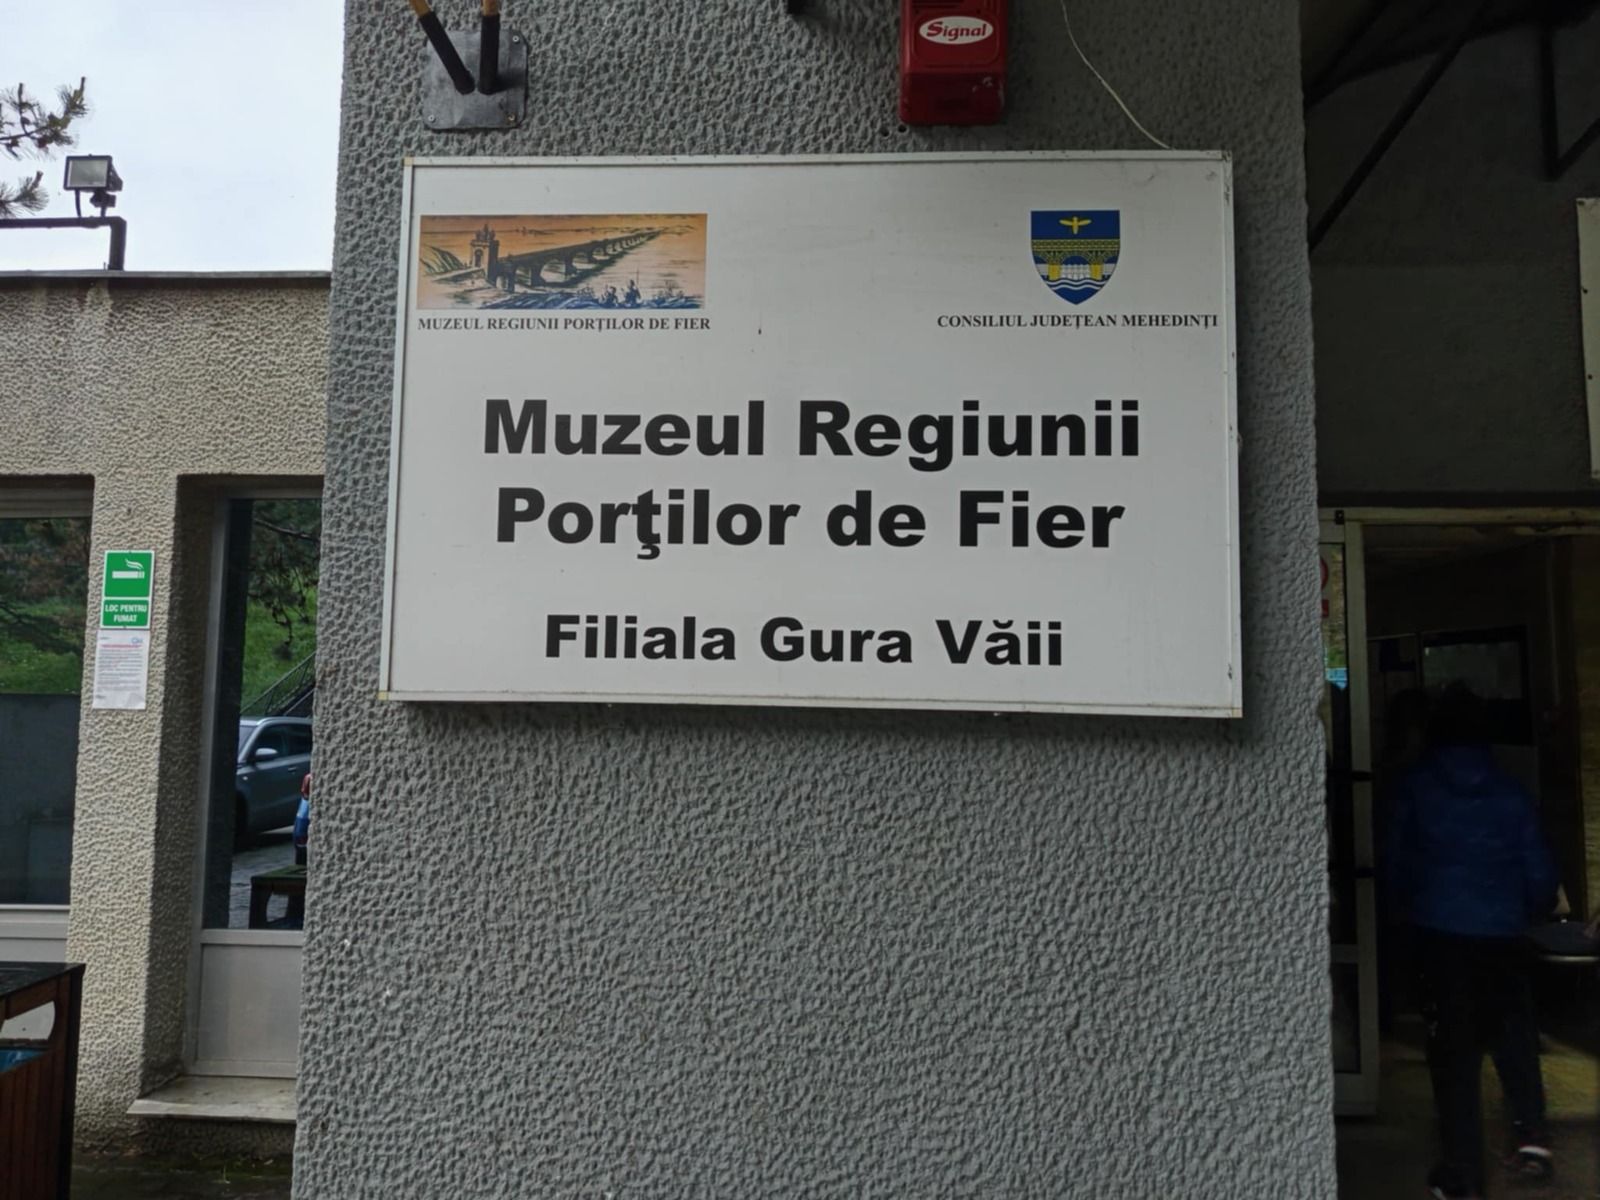 Signal
MUZEUL REGIUNII PORŢILOR DE FIER
CONSILIUL JUDEŢEAN MEHEDINŢI
Muzeul Regiunii
Porţilor de Fier
Filiala Gura Văii
LOC PENTRU
FUMAT